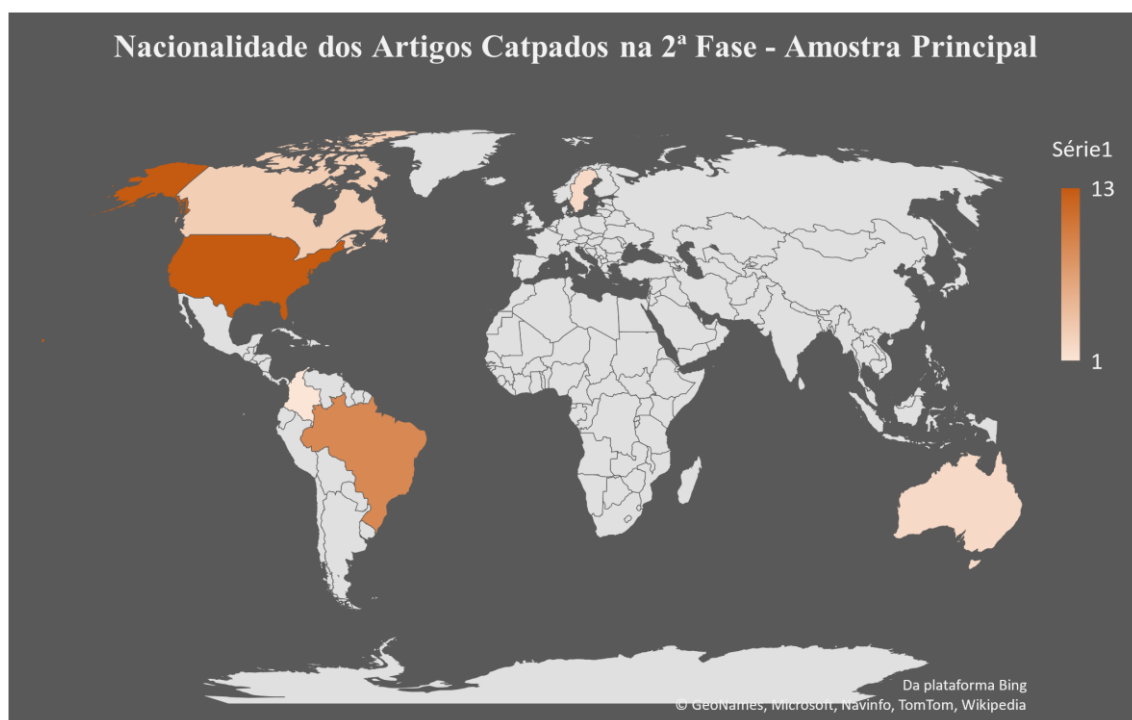 Nacionalidade dos Artigos Catpados na 2ª Fase - Amostra Principal
Série1
13
1
Da plataforma Bing
© GeoNames, Microsoft, Navinfo, TomTom, Wikipedia